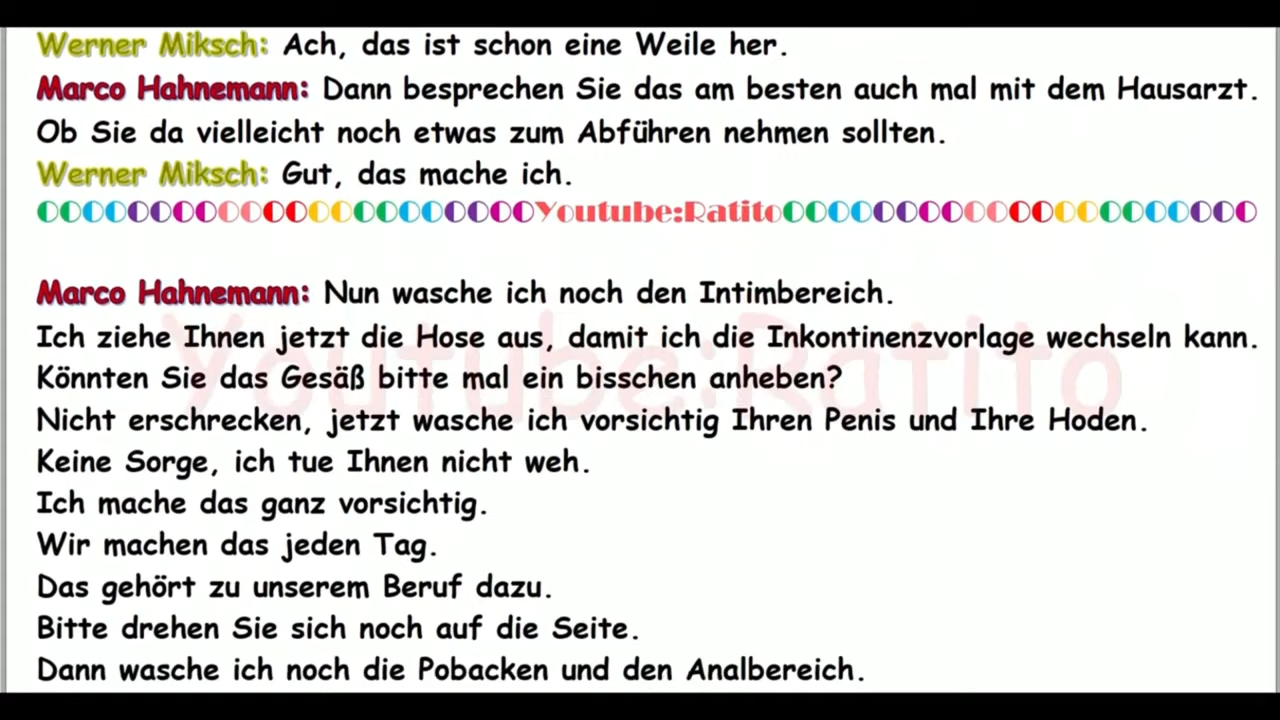 Werner Miksch: Ach, das ist schon eine Weile her.
Marco Hahnemann: Dann besprechen Sie das am besten auch mal mit dem Hausarzt.
Ob Sie da vielleicht noch etwas zum Abführen nehmen sollten.
Werner Miksch: Gut, das mache ich.
Youtube:Ratito
Marco Hahnemann: Nun wasche ich noch den Intimbereich.
Ich ziehe Ihnen jetzt die Hose aus, damit ich die Inkontinenzvorlage wechseln kann.
Youtube:Ratito
Könnten Sie das Gesäß bitte mal ein bisschen anheben?
Nicht erschrecken, jetzt wasche ich vorsichtig Ihren Penis und Ihre Hoden.
Keine Sorge, ich tue Ihnen nicht weh.
Ich mache das ganz vorsichtig.
Wir machen das jeden Tag.
Das gehört zu unserem Beruf dazu.
Bitte drehen Sie sich noch auf die Seite.
Dann wasche ich noch die Pobacken und den Analbereich.